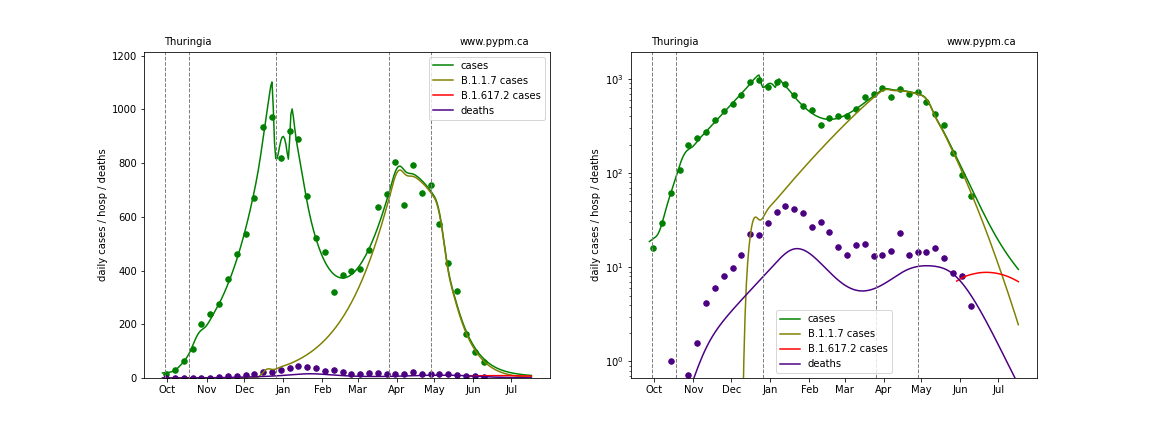 Thuringia www.pypm.ca
1200
1000
800
600
400
200
0
daily cases / hosp / deaths
cases
B.1.1.7 cases
B.1.617.2 cases
deaths
Oct Nov Dec Jan Feb Mar Apr May Jun Jul
Thuringia www.pypm.ca
10³
10²
10¹
10⁰
daily cases / hosp / deaths
cases
B.1.1.7 cases
B.1.617.2 cases
deaths
Oct Nov Dec Jan Feb Mar Apr May Jun Jul